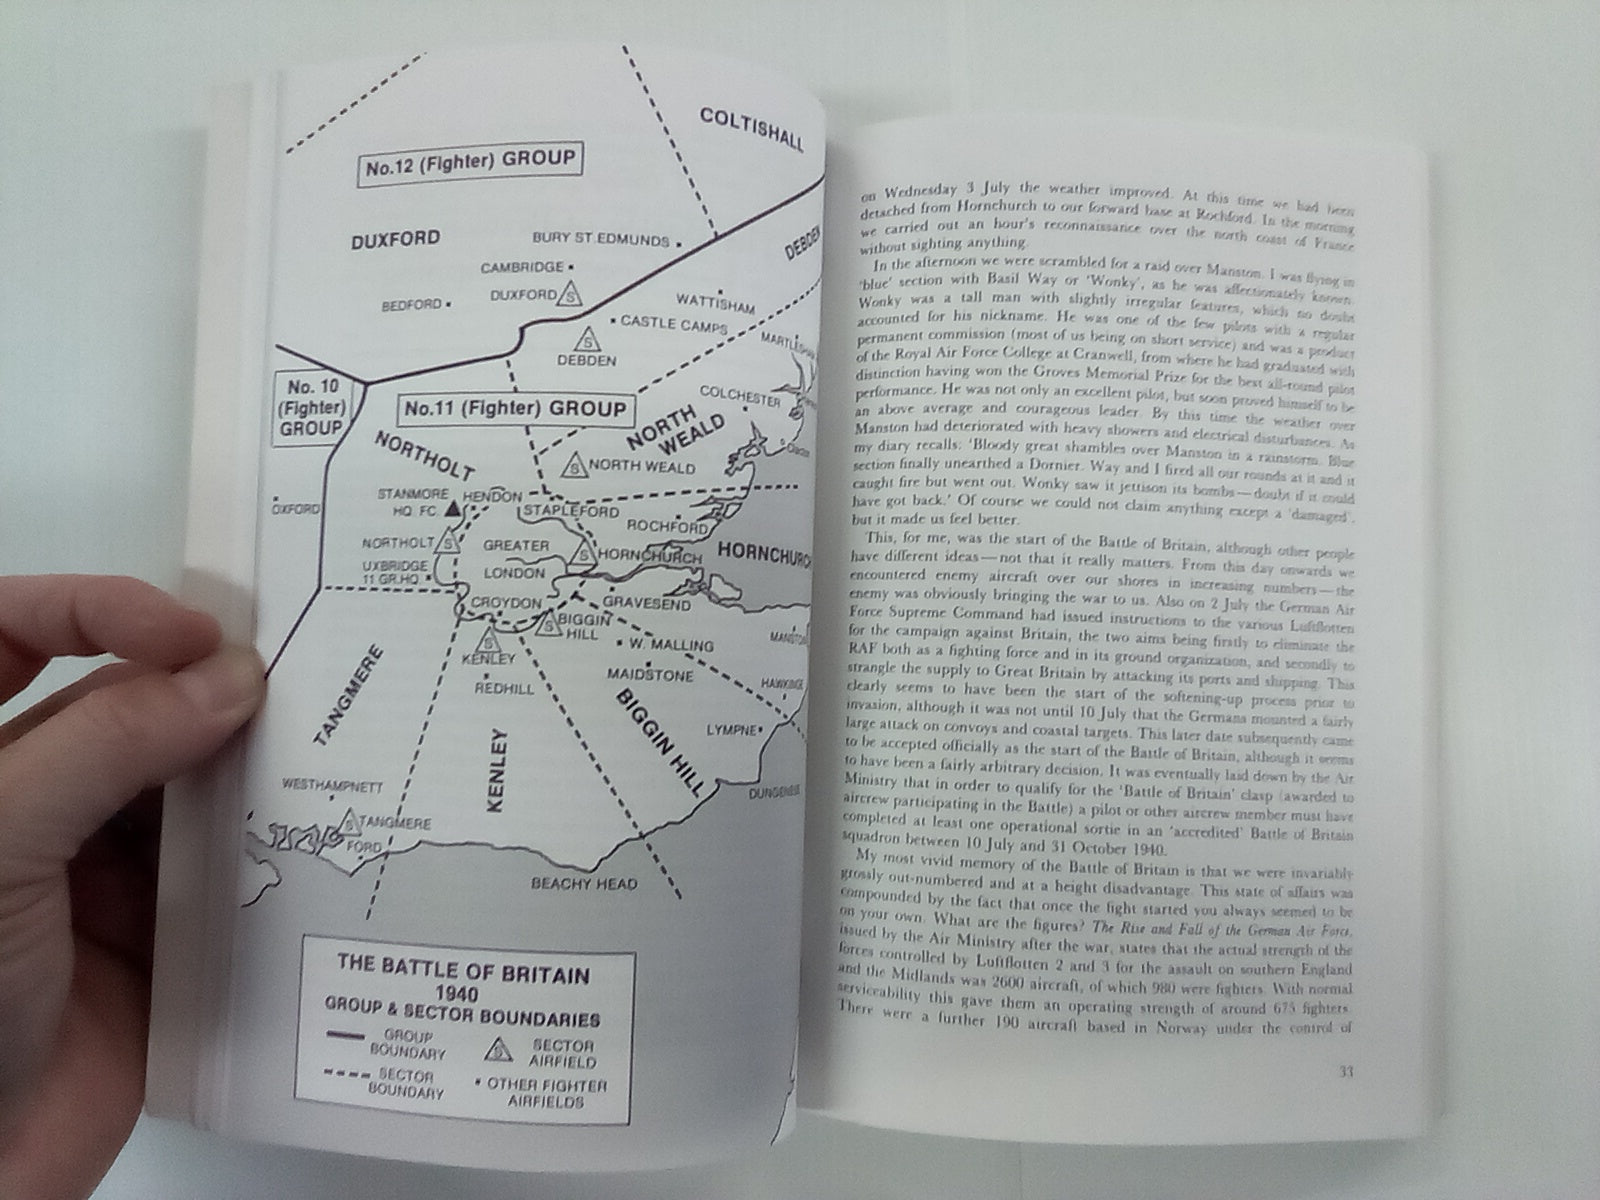 COLTISHALL
No.12 (Fighter) GROUP
DUXFORD
BURY ST.EDMUNDS
DEBDEN
CAMBRIDGE
DUXFORD
S
BEDFORD
WATTISHAM
CASTLE CAMPS
S
DEBDEN
No. 10
(Fighter)
GROUP
No.11 (Fighter) GROUP
COLCHESTER
NORTH
WEALD
NORTHOLT
S
NORTH WEALD
STANMORE
HQ. FC.
HENDON
STAPLEFORD
OXFORD
ROCHFORD
NORTHOLT
S
GREATER
LONDON
S
HORNCHURCH
HORNCHURCH
UXBRIDGE
11 GR.HQ.
CROYDON
GRAVESEND
S
BIGGIN
HILL
S
KENLEY
W. MALLING
MANSTON
MAIDSTONE
REDHILL
HAWKINGE
TANGMERE
KENLEY
BIGGIN HILL
LYMPNE
WESTHAMPNETT
DUNGENESS
S
TANGMERE
FORD
BEACHY HEAD
THE BATTLE OF BRITAIN
1940
GROUP & SECTOR BOUNDARIES
GROUP
BOUNDARY
S
SECTOR
AIRFIELD
SECTOR
BOUNDARY
OTHER FIGHTER
AIRFIELDS
on Wednesday 3 July the weather improved. At this time we had been
detached from Hornchurch to our forward base at Rochford. In the morning
we carried out an hour's reconnaissance over the north coast of France
without sighting anything.
In the afternoon we were scrambled for a raid over Manston. I was flying in
'blue' section with Basil Way or 'Wonky', as he was affectionately known.
Wonky was a tall man with slightly irregular features, which no doubt
accounted for his nickname. He was one of the few pilots with a regular
permanent commission (most of us being on short service) and was a product
of the Royal Air Force College at Cranwell, from where he had graduated with
distinction having won the Groves Memorial Prize for the best all-round pilot
performance. He was not only an excellent pilot, but soon proved himself to be
an above average and courageous leader. By this time the weather over
Manston had deteriorated with heavy showers and electrical disturbances. As
my diary recalls: 'Bloody great shambles over Manston in a rainstorm. Blue
section finally unearthed a Dornier. Way and I fired all our rounds at it and it
caught fire but went out. Wonky saw it jettison its bombs—doubt if it could
have got back.' Of course we could not claim anything except a 'damaged',
but it made us feel better.
This, for me, was the start of the Battle of Britain, although other people
have different ideas—not that it really matters. From this day onwards we
encountered enemy aircraft over our shores in increasing numbers—the
enemy was obviously bringing the war to us. Also on 2 July the German Air
Force Supreme Command had issued instructions to the various Luftflotten
for the campaign against Britain, the two aims being firstly to eliminate the
RAF both as a fighting force and in its ground organization, and secondly to
strangle the supply to Great Britain by attacking its ports and shipping. This
clearly seems to have been the start of the softening-up process prior to
invasion, although it was not until 10 July that the Germans mounted a fairly
large attack on convoys and coastal targets. This later date subsequently came
to be accepted officially as the start of the Battle of Britain, although it seems
to have been a fairly arbitrary decision. It was eventually laid down by the Air
Ministry that in order to qualify for the 'Battle of Britain' clasp (awarded to
aircrew participating in the Battle) a pilot or other aircrew member must have
completed at least one operational sortie in an 'accredited' Battle of Britain
squadron between 10 July and 31 October 1940.
My most vivid memory of the Battle of Britain is that we were invariably
grossly out-numbered and at a height disadvantage. This state of affairs was
compounded by the fact that once the fight started you always seemed to be
on your own. What are the figures? The Rise and Fall of the German Air Force,
issued by the Air Ministry after the war, states that the actual strength of the
forces controlled by Luftflotten 2 and 3 for the assault on southern England
and the Midlands was 2600 aircraft, of which 980 were fighters. With normal
serviceability this gave them an operating strength of around 675 fighters.
There were a further 190 aircraft based in Norway under the control of
33